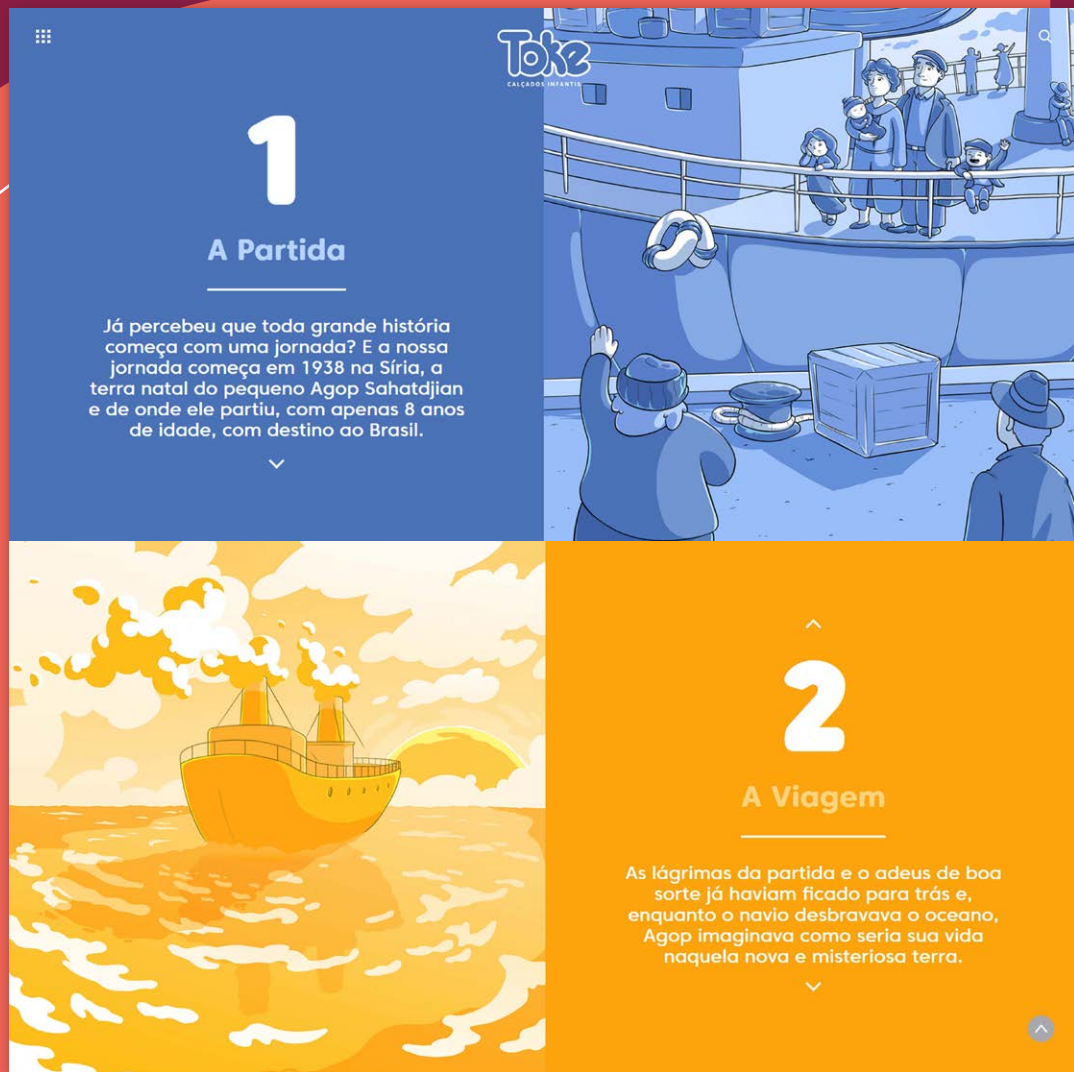 Toke
CALÇADOS INFANTIS
1
A Partida
Já percebeu que toda grande história
começa com uma jornada? E a nossa
jornada começa em 1938 na Síria, a
terra natal do pequeno Agop Sahatdjian
e de onde ele partiu, com apenas 8 anos
de idade, com destino ao Brasil.
2
A Viagem
As lágrimas da partida e o adeus de boa
sorte já haviam ficado para trás e,
enquanto o navio desbravava o oceano,
Agop imaginava como seria sua vida
naquela nova e misteriosa terra.